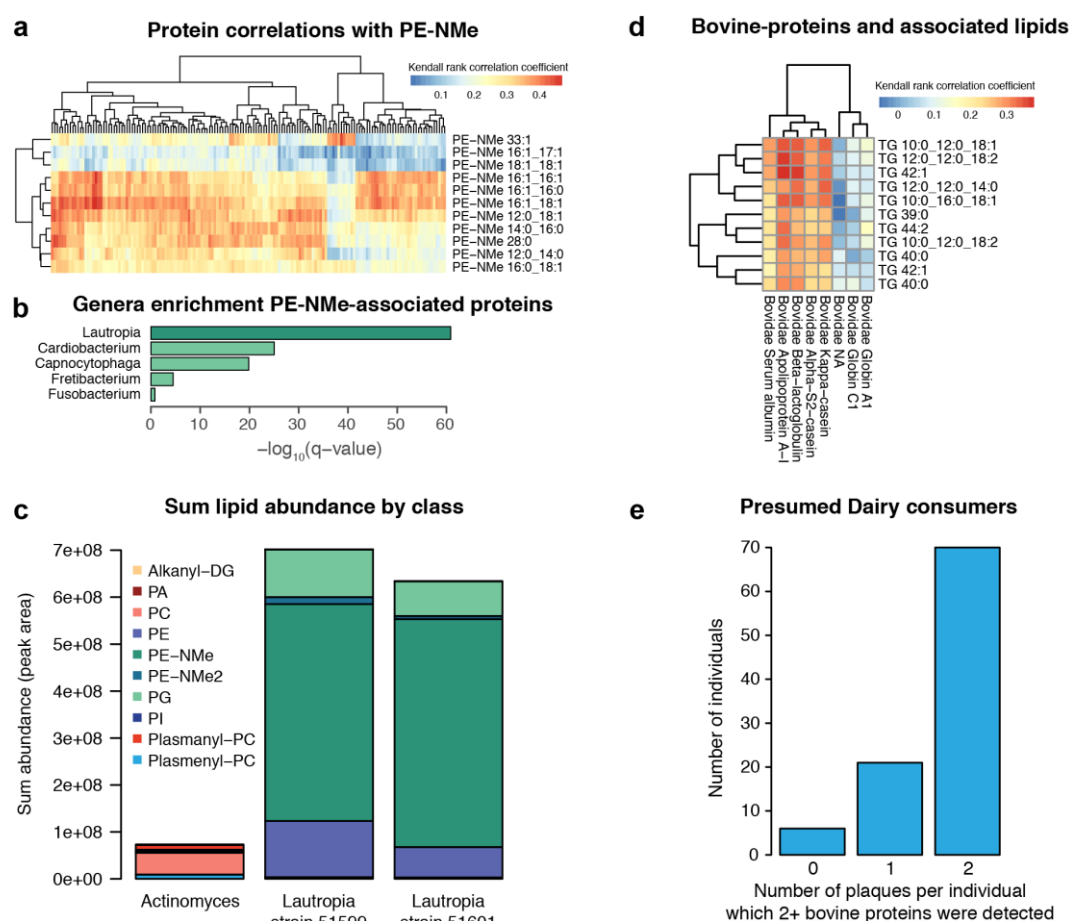 a
Protein correlations with PE-NMe
Kendall rank correlation coefficient
0.1 0.2 0.3 0.4
PE-NMe 33:1
PE-NMe 16:1_17:1
PE-NMe 18:1_18:1
PE-NMe 16:1_16:1
PE-NMe 16:1_16:0
PE-NMe 16:1_18:1
PE-NMe 12:0_18:1
PE-NMe 14:0_16:0
PE-NMe 28:0
PE-NMe 12:0_14:0
PE-NMe 16:0_18:1
b
Genera enrichment PE-NMe-associated proteins
Lautropia
Cardiobacterium
Capnocytophaga
Fretibacterium
Fusobacterium
0 10 20 30 40 50 60
−log10(q−value)
c
Sum lipid abundance by class
Sum abundance (peak area)
7e+08
6e+08
5e+08
4e+08
3e+08
2e+08
1e+08
0e+00
Alkanyl−DG
PA
PC
PE
PE−NMe
PE−NMe2
PG
PI
Plasmanyl−PC
Plasmenyl−PC
Actinomyces
Lautropia
Lautropia
d
Bovine-proteins and associated lipids
Kendall rank correlation coefficient
0 0.1 0.2 0.3
TG 10:0_12:0_18:1
TG 12:0_12:0_18:2
TG 42:1
TG 12:0_12:0_14:0
TG 10:0_16:0_18:1
TG 39:0
TG 44:2
TG 10:0_12:0_18:2
TG 40:0
TG 42:1
TG 40:0
Bovidae Serum albumin
Bovidae Apolipoprotein A−I
Bovidae Beta−lactoglobulin
Bovidae Alpha−S2−casein
Bovidae Kappa−casein
Bovidae NA
Bovidae Globin C1
Bovidae Globin A1
e
Presumed Dairy consumers
Number of individuals
70
60
50
40
30
20
10
0
0 1 2
Number of plaques per individual
which 2+ bovine proteins were detected